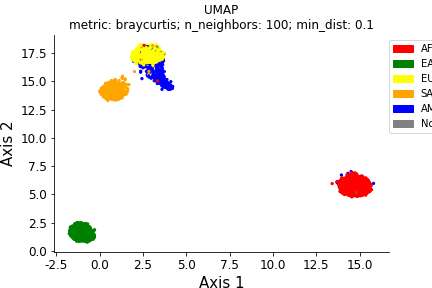 UMAP
metric: braycurtis; n_neighbors: 100; min_dist: 0.1
Axis 2
17.5
15.0
12.5
10.0
7.5
5.0
2.5
0.0
-2.5 0.0 2.5 5.0 7.5 10.0 12.5 15.0
Axis 1
AF
EA
EU
SA
AM
No